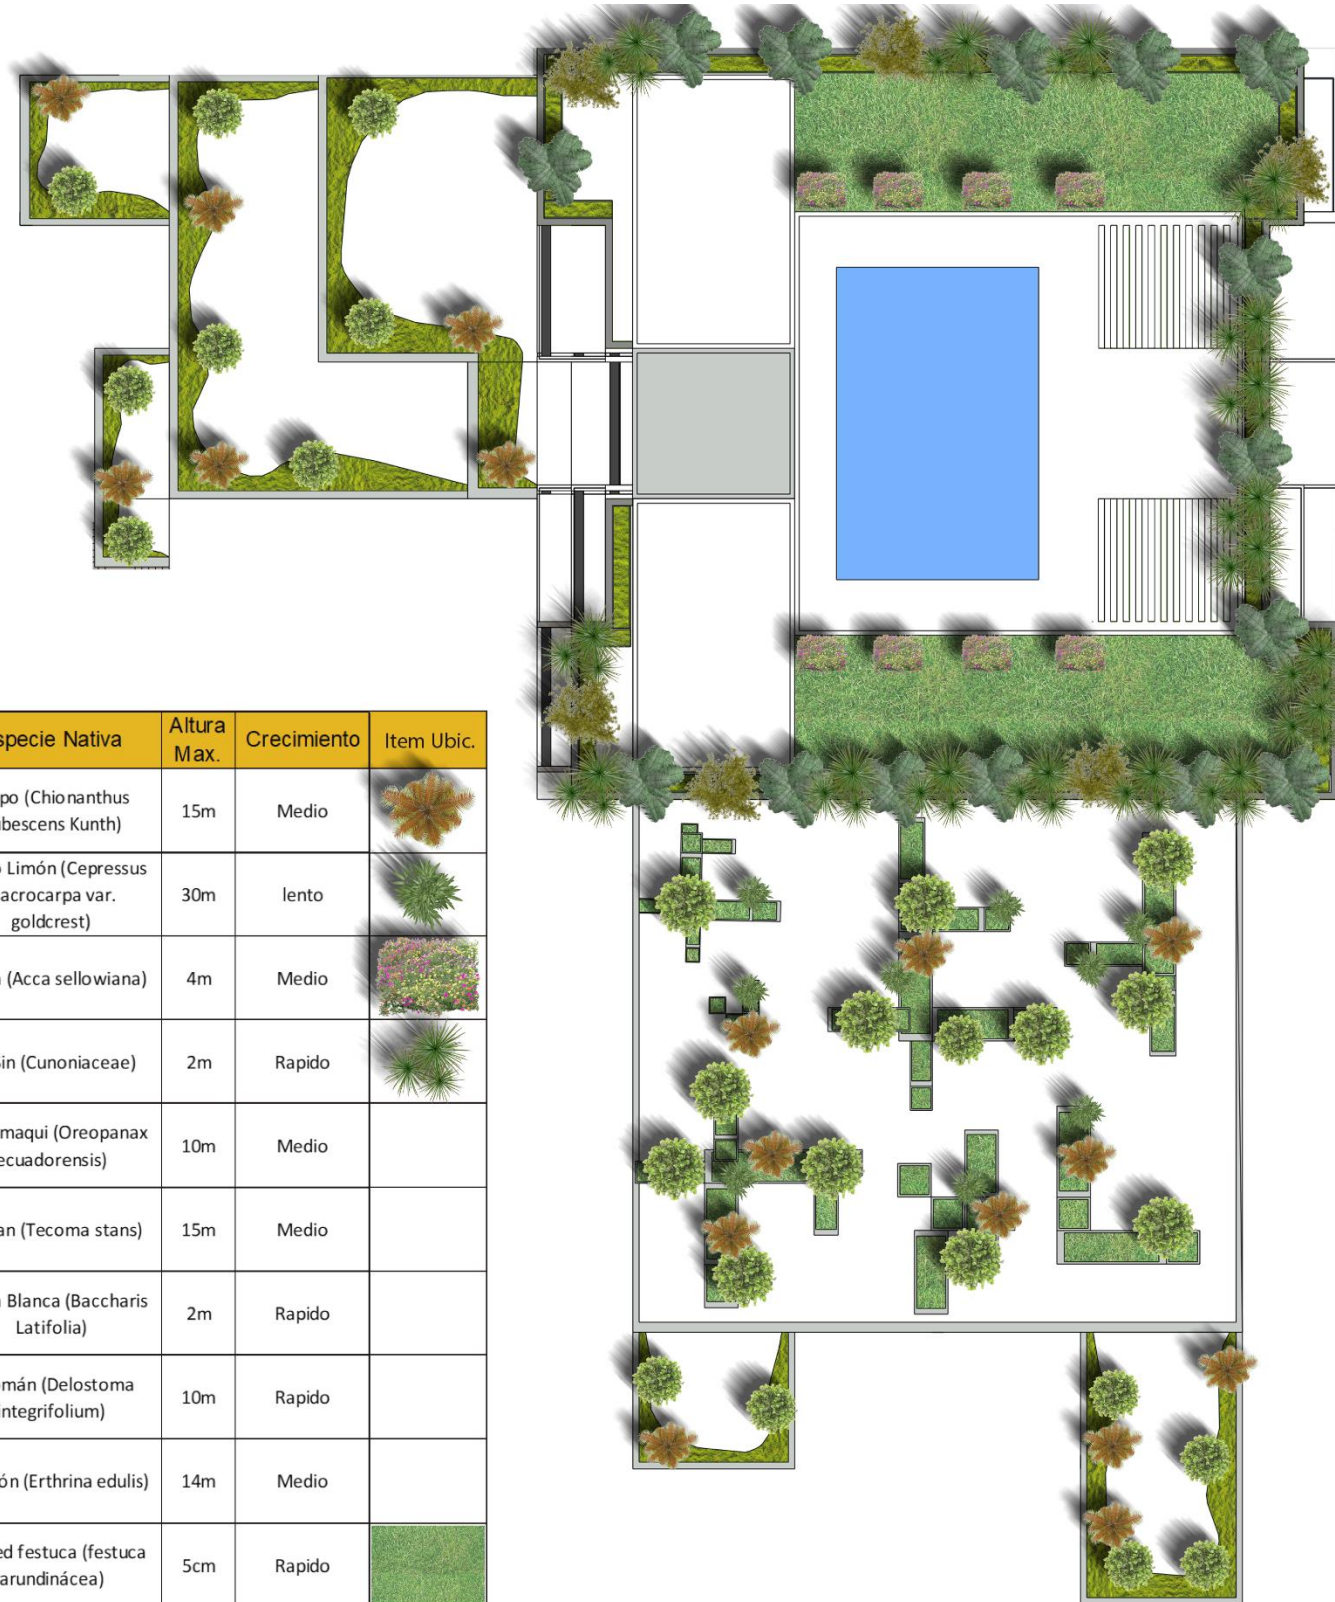 specie Nativa
Altura
Max.
Crecimiento
Item Ubic.
po (Chionanthus
bescens Kunth)
15m
Medio
Limón (Cepressus
acrocarpa var.
goldcrest)
30m
lento
(Acca sellowiana)
4m
Medio
in (Cunoniaceae)
2m
Rapido
maqui (Oreopanax
ecuadorensis)
10m
Medio
an (Tecoma stans)
15m
Medio
Blanca (Baccharis
Latifolia)
2m
Rapido
mán (Delostoma
integrifolium)
10m
Rapido
ón (Erthrina edulis)
14m
Medio
ed festuca (festuca
arundinácea)
5cm
Rapido